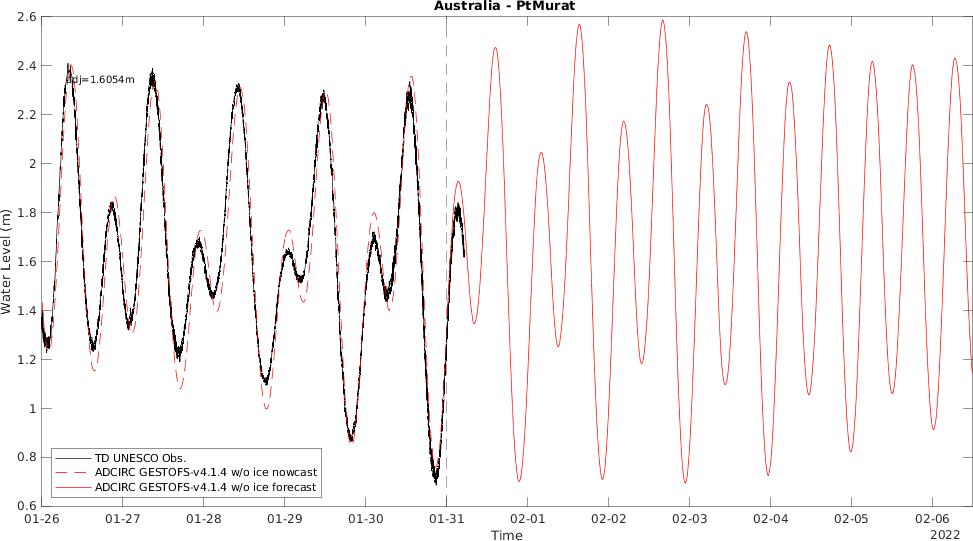 Australia - PtMurat
2.6
2.4
2.2
2
1.8
1.6
1.4
1.2
1
0.8
0.6
Water Level (m)
adj=1.6054m
TD UNESCO Obs.
ADCIRC GESTOFS-v4.1.4 w/o ice nowcast
ADCIRC GESTOFS-v4.1.4 w/o ice forecast
01-26 01-27 01-28 01-29 01-30 01-31 02-01 02-02 02-03 02-04 02-05 02-06
Time
2022